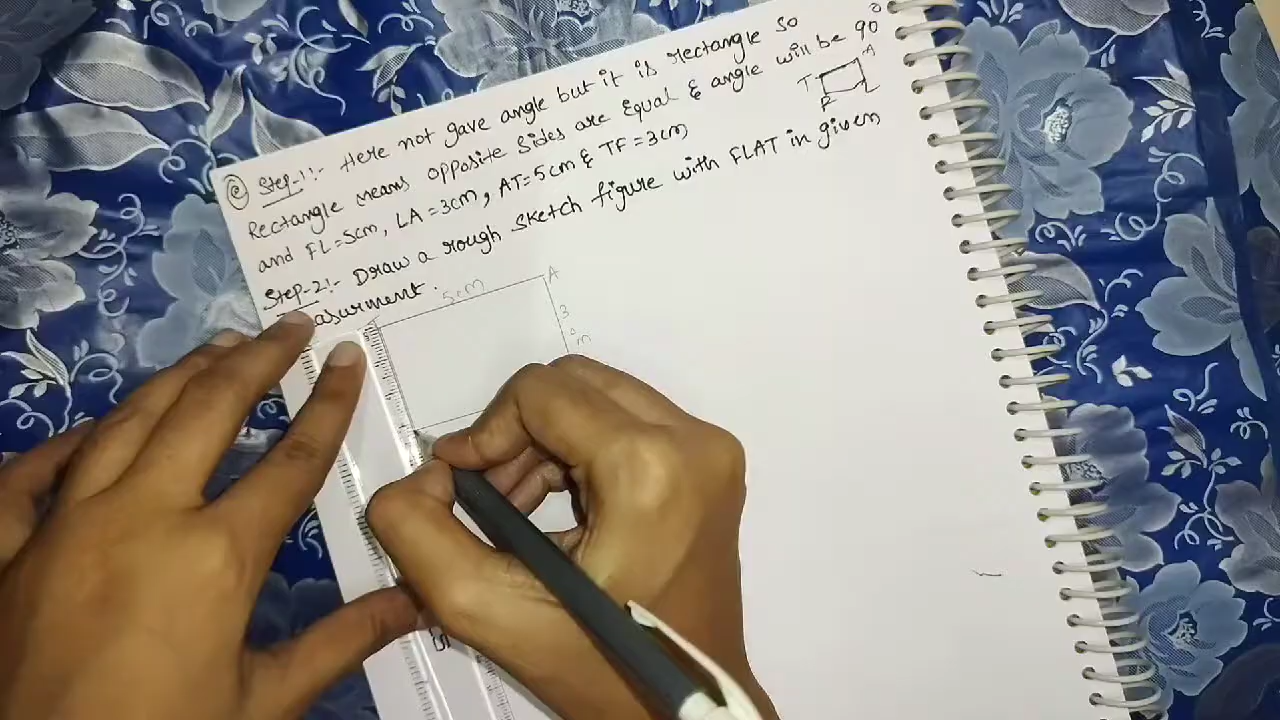 (e) Step-1:- Here not gave angle but it is rectangle so
Rectangle means opposite sides are Equal & angle will be 90°
and FL=5cm, LA=3cm, AT=5cm & TF=3cm
T A
F L
Step-2:- Draw a rough sketch figure with FLAT in given
asurment.
5cm
A
3
c
m